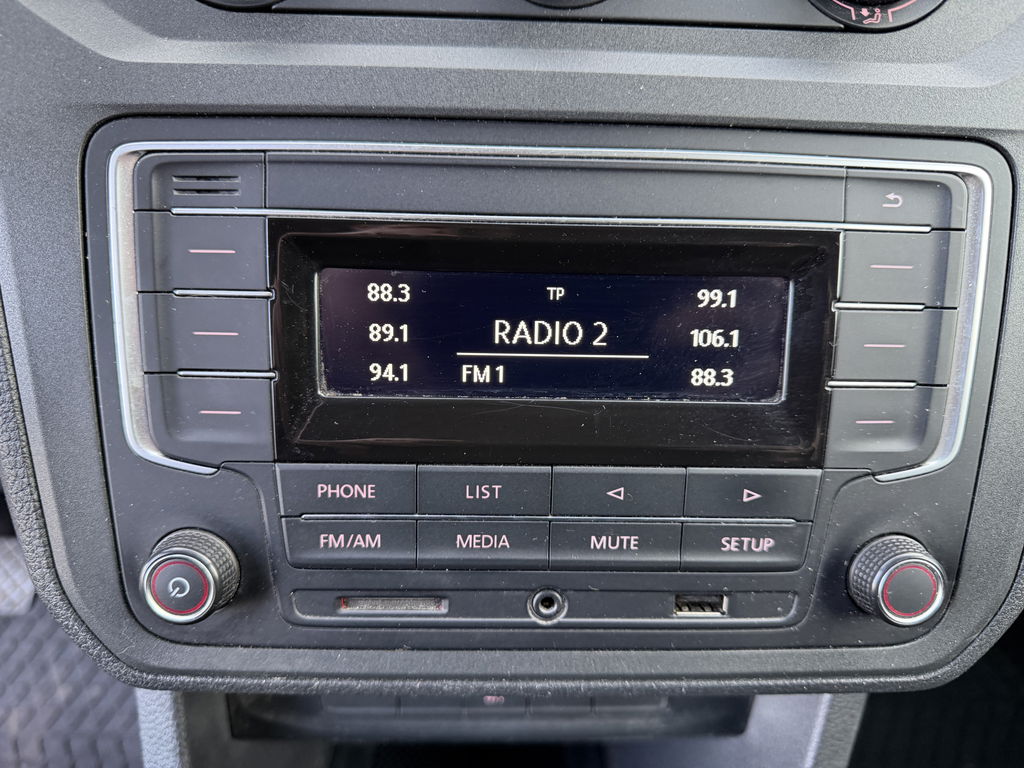 88.3 TP 99.1
89.1 RADIO 2 106.1
94.1 FM 1 88.3
PHONE LIST
FM/AM MEDIA MUTE SETUP